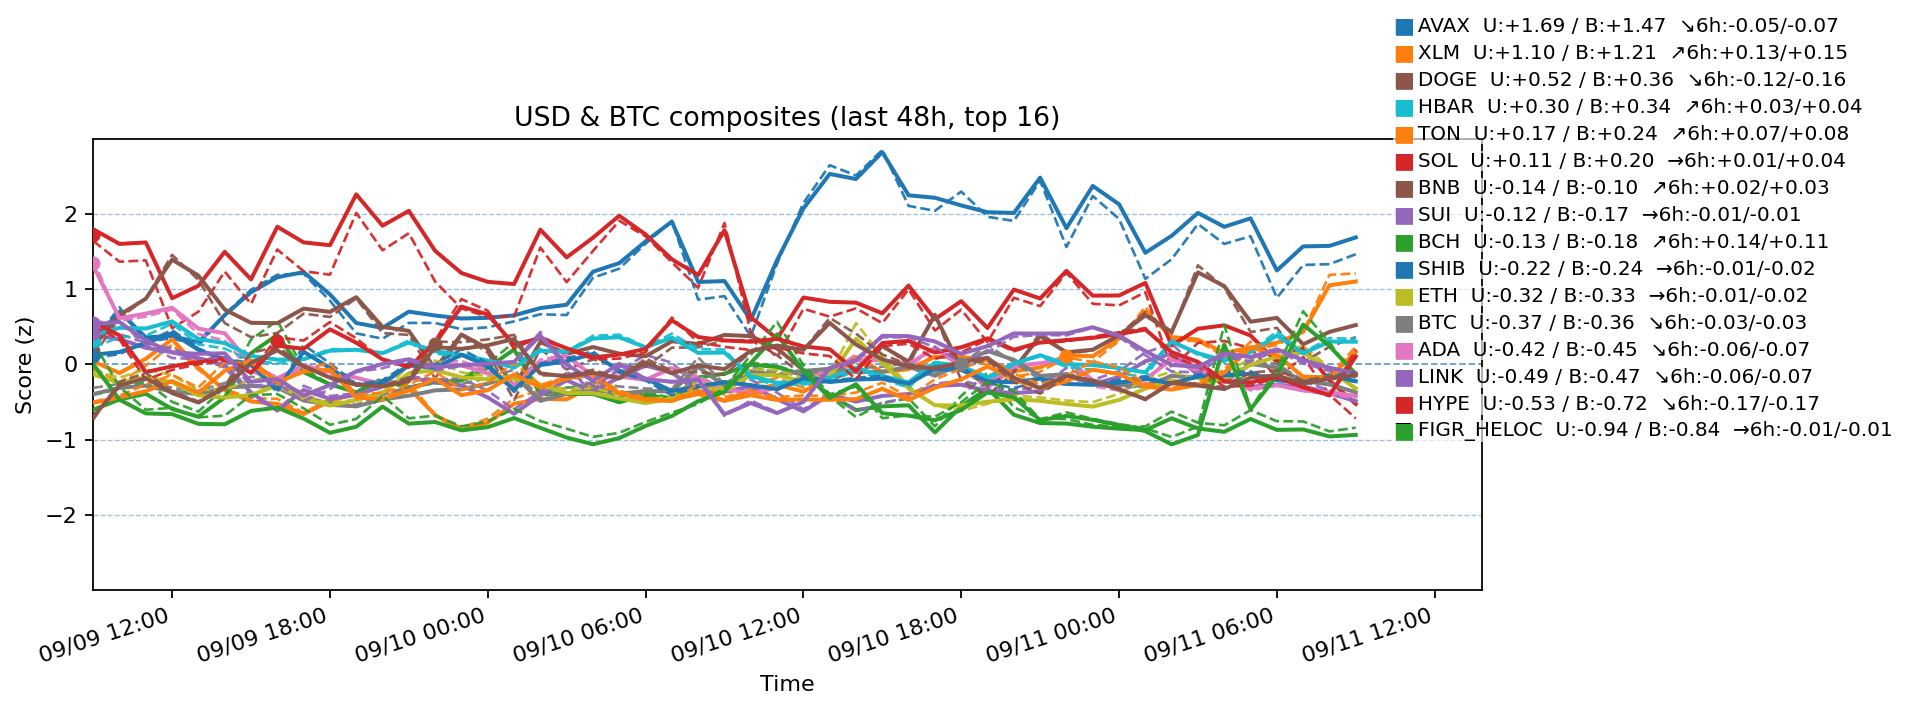 AVAX  U:+1.69 / B:+1.47  ↘6h:-0.05/-0.07
XLM  U:+1.10 / B:+1.21  ↗6h:+0.13/+0.15
DOGE  U:+0.52 / B:+0.36  ↘6h:-0.12/-0.16
HBAR  U:+0.30 / B:+0.34  ↗6h:+0.03/+0.04
TON  U:+0.17 / B:+0.24  ↗6h:+0.07/+0.08
SOL  U:+0.11 / B:+0.20  →6h:+0.01/+0.04
BNB  U:-0.14 / B:-0.10  ↗6h:+0.02/+0.03
SUI  U:-0.12 / B:-0.17  →6h:-0.01/-0.01
BCH  U:-0.13 / B:-0.18  ↗6h:+0.14/+0.11
SHIB  U:-0.22 / B:-0.24  →6h:-0.01/-0.02
ETH  U:-0.32 / B:-0.33  →6h:-0.01/-0.02
BTC  U:-0.37 / B:-0.36  ↘6h:-0.03/-0.03
ADA  U:-0.42 / B:-0.45  ↘6h:-0.06/-0.07
LINK  U:-0.49 / B:-0.47  ↘6h:-0.06/-0.07
HYPE  U:-0.53 / B:-0.72  ↘6h:-0.17/-0.17
FIGR_HELOC  U:-0.94 / B:-0.84  →6h:-0.01/-0.01
USD & BTC composites (last 48h, top 16)
Score (z)
2
1
0
−1
−2
09/09 12:00
09/09 18:00
09/10 00:00
09/10 06:00
09/10 12:00
09/10 18:00
09/11 00:00
09/11 06:00
09/11 12:00
Time